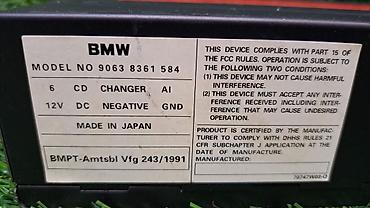 BMW
MODEL NO 9063 8361 584
6 CD CHANGER AI
12V DC NEGATIVE GND
MADE IN JAPAN
BMPT-Amtsbl Vfg 243/1991
THIS DEVICE COMPLIES WITH PART 15 OF
THE FCC RULES. OPERATION IS SUBJECT TO
THE FOLLOWING TWO CONDITIONS:
(1) THIS DEVICE MAY NOT CAUSE HARMFUL
INTERFERENCE.
(2) THIS DEVICE MUST ACCEPT ANY INTER-
FERENCE RECEIVED INCLUDING INTER-
FERENCE THAT MAY CAUSE UNDESIRED
OPERATION.
PRODUCT IS CERTIFIED BY THE MANUFAC-
TURER TO COMPLY WITH DHHS RULES 21
CFR SUBCHAPTER J APPLICATION AT THE
DATE OF MANUFACTURE.
MANUFACTURED: